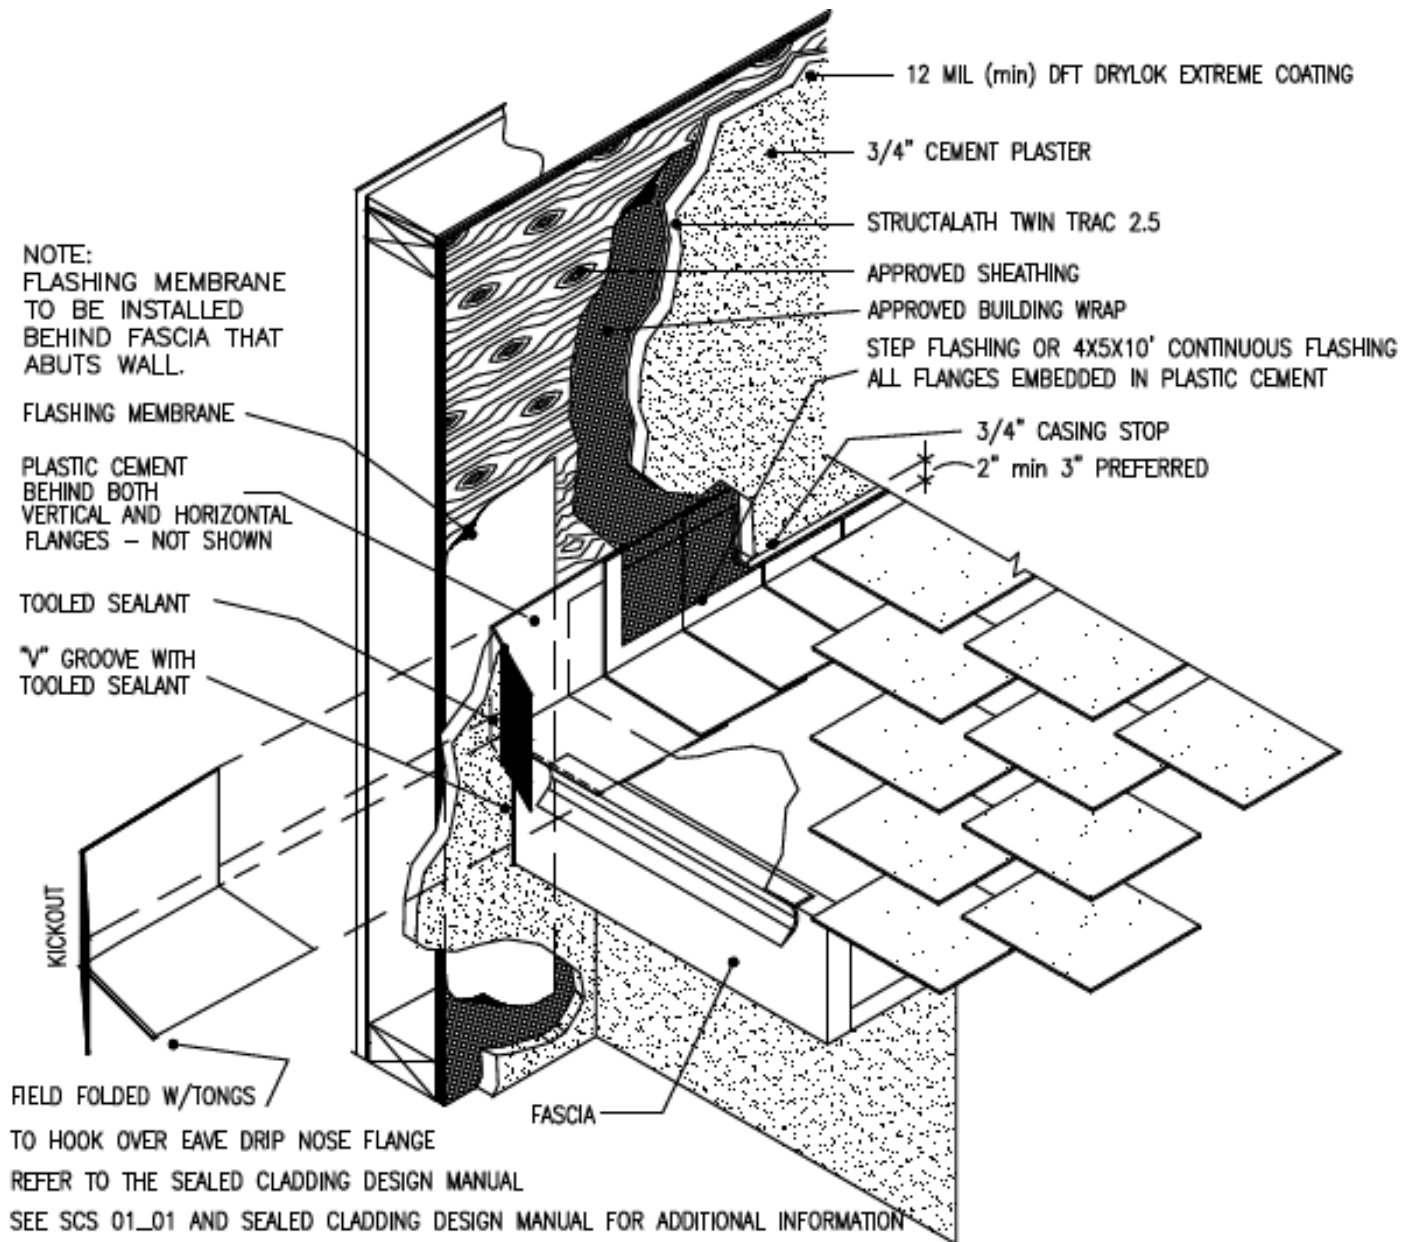 12 MIL (min) DFT DRYLOK EXTREME COATING
3/4" CEMENT PLASTER
STRUCTALATH TWIN TRAC 2.5
APPROVED SHEATHING
APPROVED BUILDING WRAP
STEP FLASHING OR 4X5X10' CONTINUOUS FLASHING
ALL FLANGES EMBEDDED IN PLASTIC CEMENT
3/4" CASING STOP
2" min 3" PREFERRED
NOTE:
FLASHING MEMBRANE
TO BE INSTALLED
BEHIND FASCIA THAT
ABUTS WALL.
FLASHING MEMBRANE
PLASTIC CEMENT
BEHIND BOTH
VERTICAL AND HORIZONTAL
FLANGES – NOT SHOWN
TOOLED SEALANT
"V" GROOVE WITH
TOOLED SEALANT
KICKOUT
FIELD FOLDED W/TONGS
TO HOOK OVER EAVE DRIP NOSE FLANGE
REFER TO THE SEALED CLADDING DESIGN MANUAL
SEE SCS 01_01 AND SEALED CLADDING DESIGN MANUAL FOR ADDITIONAL INFORMATION
FASCIA